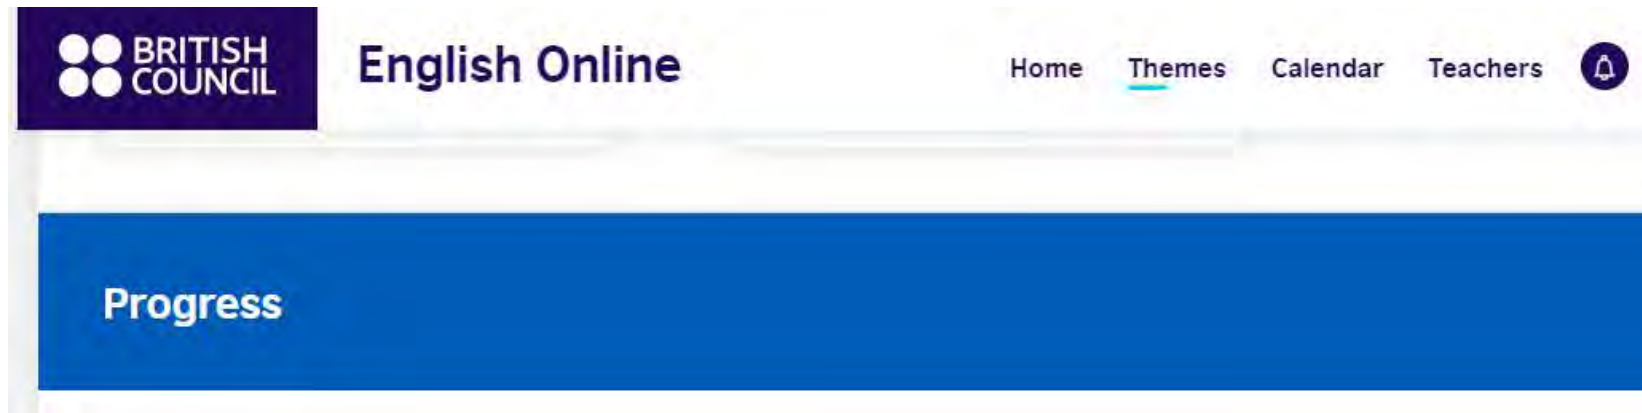 BRITISH
COUNCIL
English Online
Home Themes Calendar Teachers
Progress